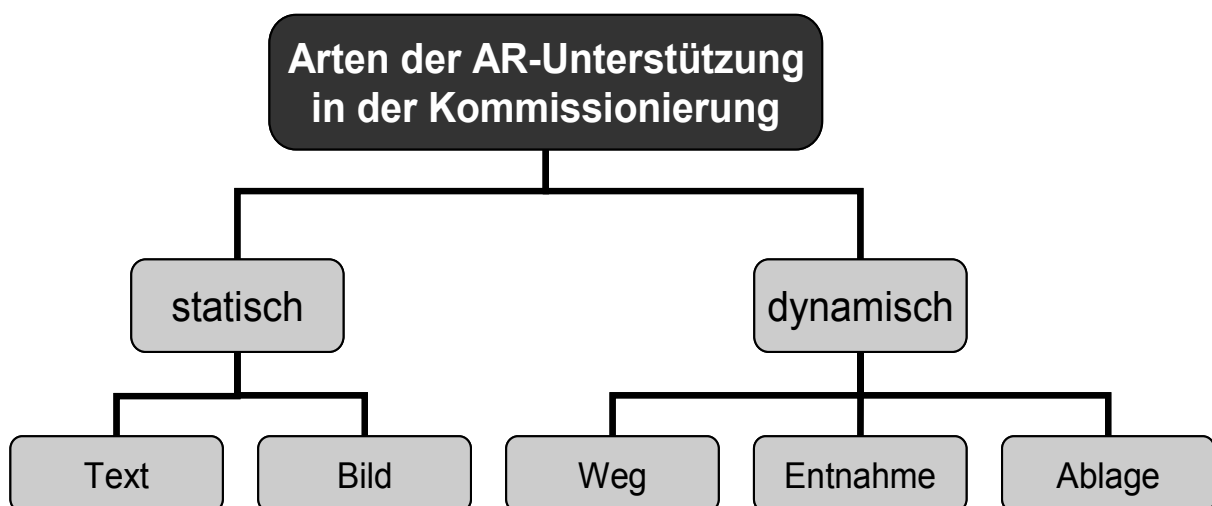 Arten der AR-Unterstützung
in der Kommissionierung
statisch
dynamisch
Text
Bild
Weg
Entnahme
Ablage